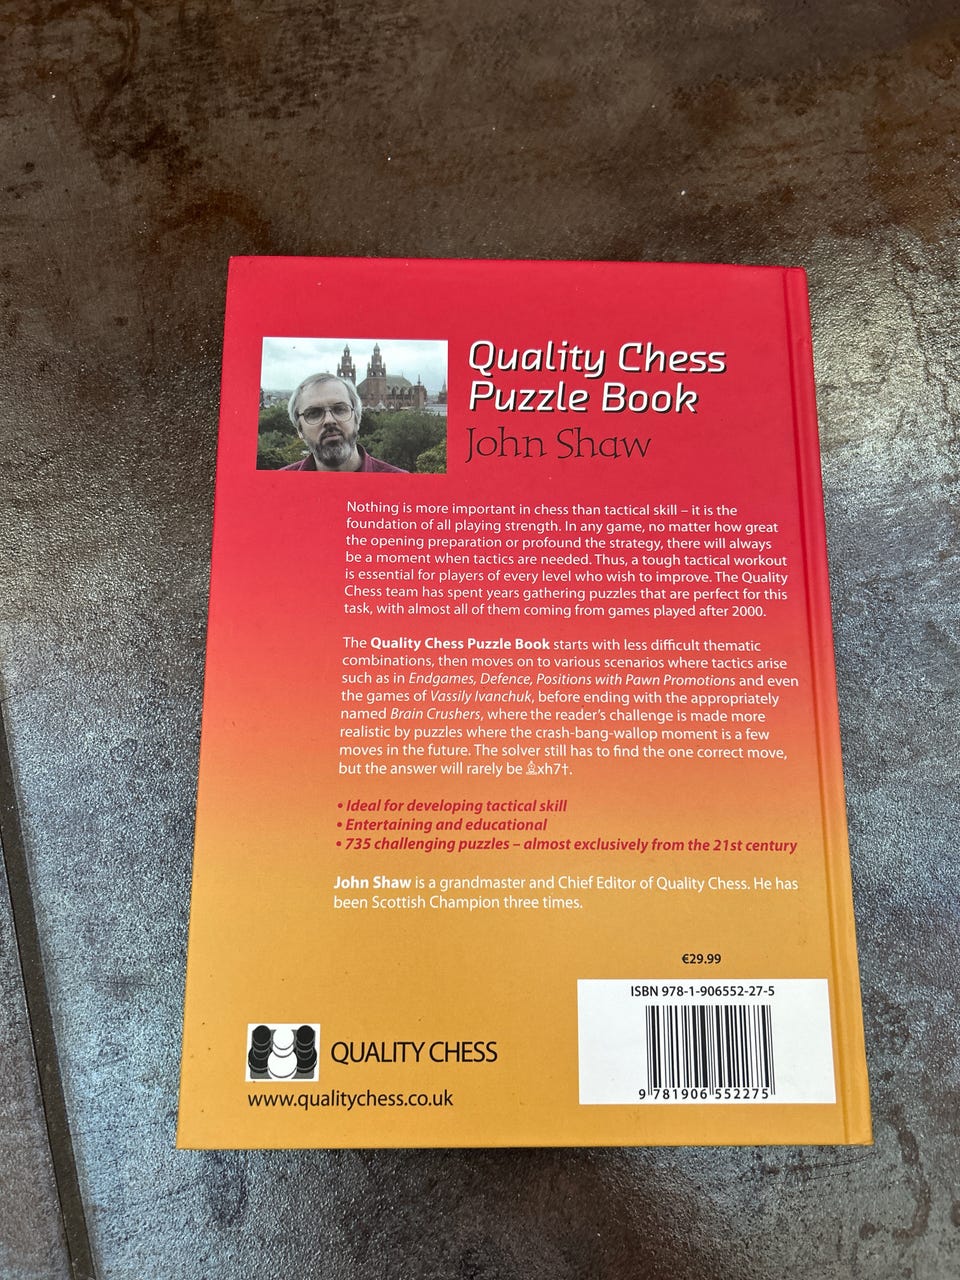 Quality Chess
Puzzle Book
John Shaw
Nothing is more important in chess than tactical skill – it is the
foundation of all playing strength. In any game, no matter how great
the opening preparation or profound the strategy, there will always
be a moment when tactics are needed. Thus, a tough tactical workout
is essential for players of every level who wish to improve. The Quality
Chess team has spent years gathering puzzles that are perfect for this
task, with almost all of them coming from games played after 2000.
The Quality Chess Puzzle Book starts with less difficult thematic
combinations, then moves on to various scenarios where tactics arise
such as in Endgames, Defence, Positions with Pawn Promotions and even
the games of Vassily Ivanchuk, before ending with the appropriately
named Brain Crushers, where the reader's challenge is made more
realistic by puzzles where the crash-bang-wallop moment is a few
moves in the future. The solver still has to find the one correct move,
but the answer will rarely be ♗xh7†.
• Ideal for developing tactical skill
• Entertaining and educational
• 735 challenging puzzles – almost exclusively from the 21st century
John Shaw is a grandmaster and Chief Editor of Quality Chess. He has
been Scottish Champion three times.
€29.99
ISBN 978-1-906552-27-5
9 781906 552275
QUALITY CHESS
www.qualitychess.co.uk